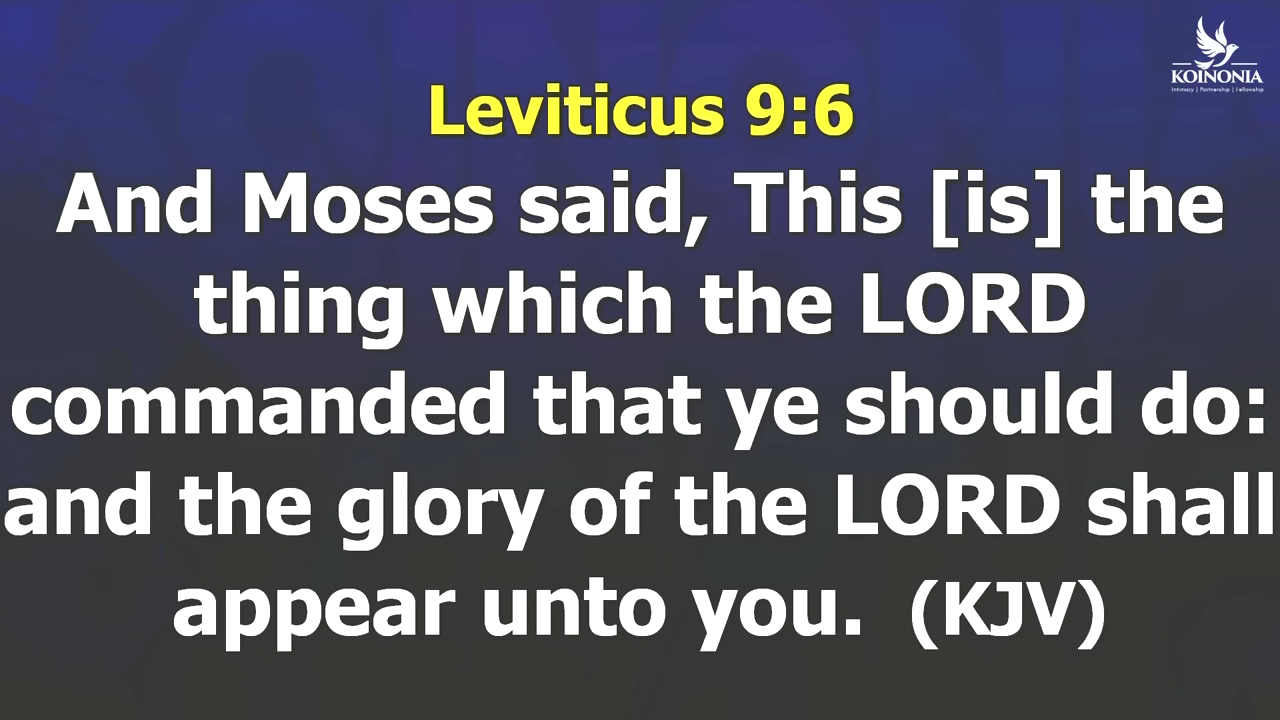 KOINONIA
Intimacy | Partnership | Fellowship
Leviticus 9:6
And Moses said, This [is] the
thing which the LORD
commanded that ye should do:
and the glory of the LORD shall
appear unto you. (KJV)